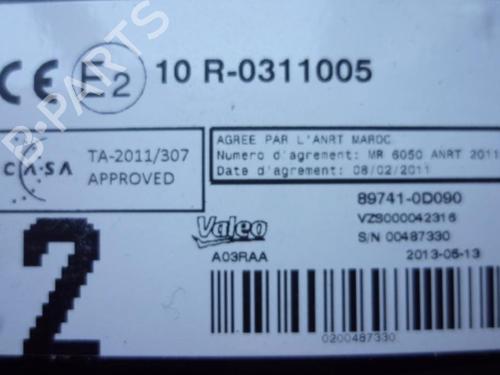 CE E2 10 R-0311005
B-PARTS
ICASA
TA-2011/307
APPROVED
AGREE PAR L'ANRT MAROC
Numero d'agrement: MR 6050 ANRT 2011
Date d'agrement: 08/02/2011
89741-0D090
VZS000042316
S/N 00487330
2013-05-13
2
Valeo
A03RAA
0200487330